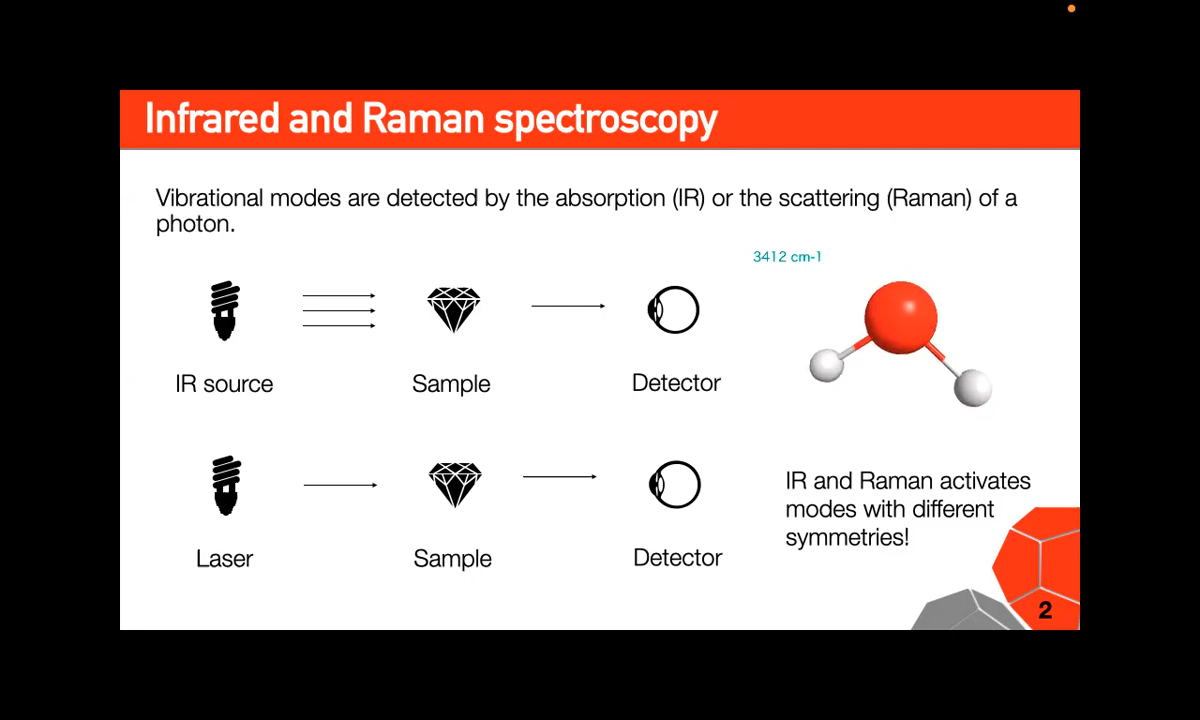 Infrared and Raman spectroscopy
Vibrational modes are detected by the absorption (IR) or the scattering (Raman) of a
photon.
3412 cm-1
IR source
Sample
Detector
Laser
Sample
Detector
IR and Raman activates
modes with different
symmetries!
2